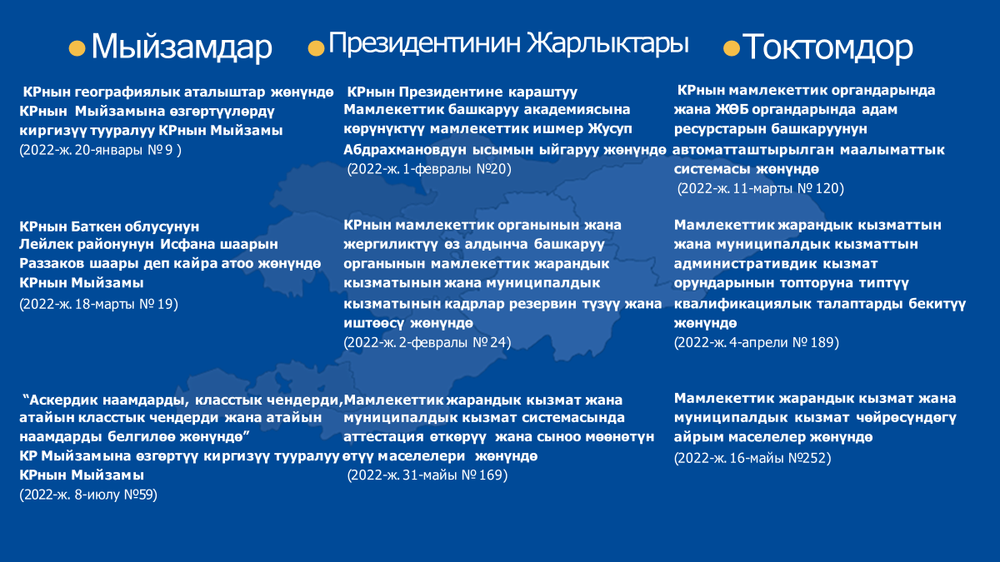 Мыйзамдар
КРнын географиялык аталыштар жөнүндө
КРнын Мыйзамына өзгөртүүлөрдү
киргизүү тууралуу КРнын Мыйзамы
(2022-ж. 20-январы № 9 )
КРнын Баткен облусунун
Лейлек районунун Исфана шаарын
Раззаков шаары деп кайра атоо жөнүндө
КРнын Мыйзамы
(2022-ж. 18-марты № 19)
“Аскердик наамдарды, класстык чендерди,
атайын класстык чендерди жана атайын
наамдарды белгилөө жөнүндө”
КР Мыйзамына өзгөртүү киргизүү тууралуу
КРнын Мыйзамы
(2022-ж. 8-июлу №59)
Президентинин Жарлыктары
КРнын Президентине караштуу
Мамлекеттик башкаруу академиясына
көрүнүктүү мамлекеттик ишмер Жусуп
Абдрахмановдун ысымын ыйгаруу жөнүндө
(2022-ж. 1-февралы №20)
КРнын мамлекеттик органынын жана
жергиликтүү өз алдынча башкаруу
органынын мамлекеттик жарандык
кызматынын жана муниципалдык
кызматынын кадрлар резервин түзүү жана
иштөөсү жөнүндө
(2022-ж. 2-февралы № 24)
Мамлекеттик жарандык кызмат жана
муниципалдык кызмат системасында
аттестация өткөрүү жана сыноо мөөнөтүн
өтүү маселелери жөнүндө
(2022-ж. 31-майы № 169)
Токтомдор
КРнын мамлекеттик органдарында
жана ЖӨБ органдарында адам
ресурстарын башкаруунун
автоматташтырылган маалыматтык
системасы жөнүндө
(2022-ж. 11-марты № 120)
Мамлекеттик жарандык кызматтын
жана муниципалдык кызматтын
административдик кызмат
орундарынын топторуна типтүү
квалификациялык талаптарды бекитүү
жөнүндө
(2022-ж. 4-апрели № 189)
Мамлекеттик жарандык кызмат жана
муниципалдык кызмат чөйрөсүндөгү
айрым маселелер жөнүндө
(2022-ж. 16-майы №252)